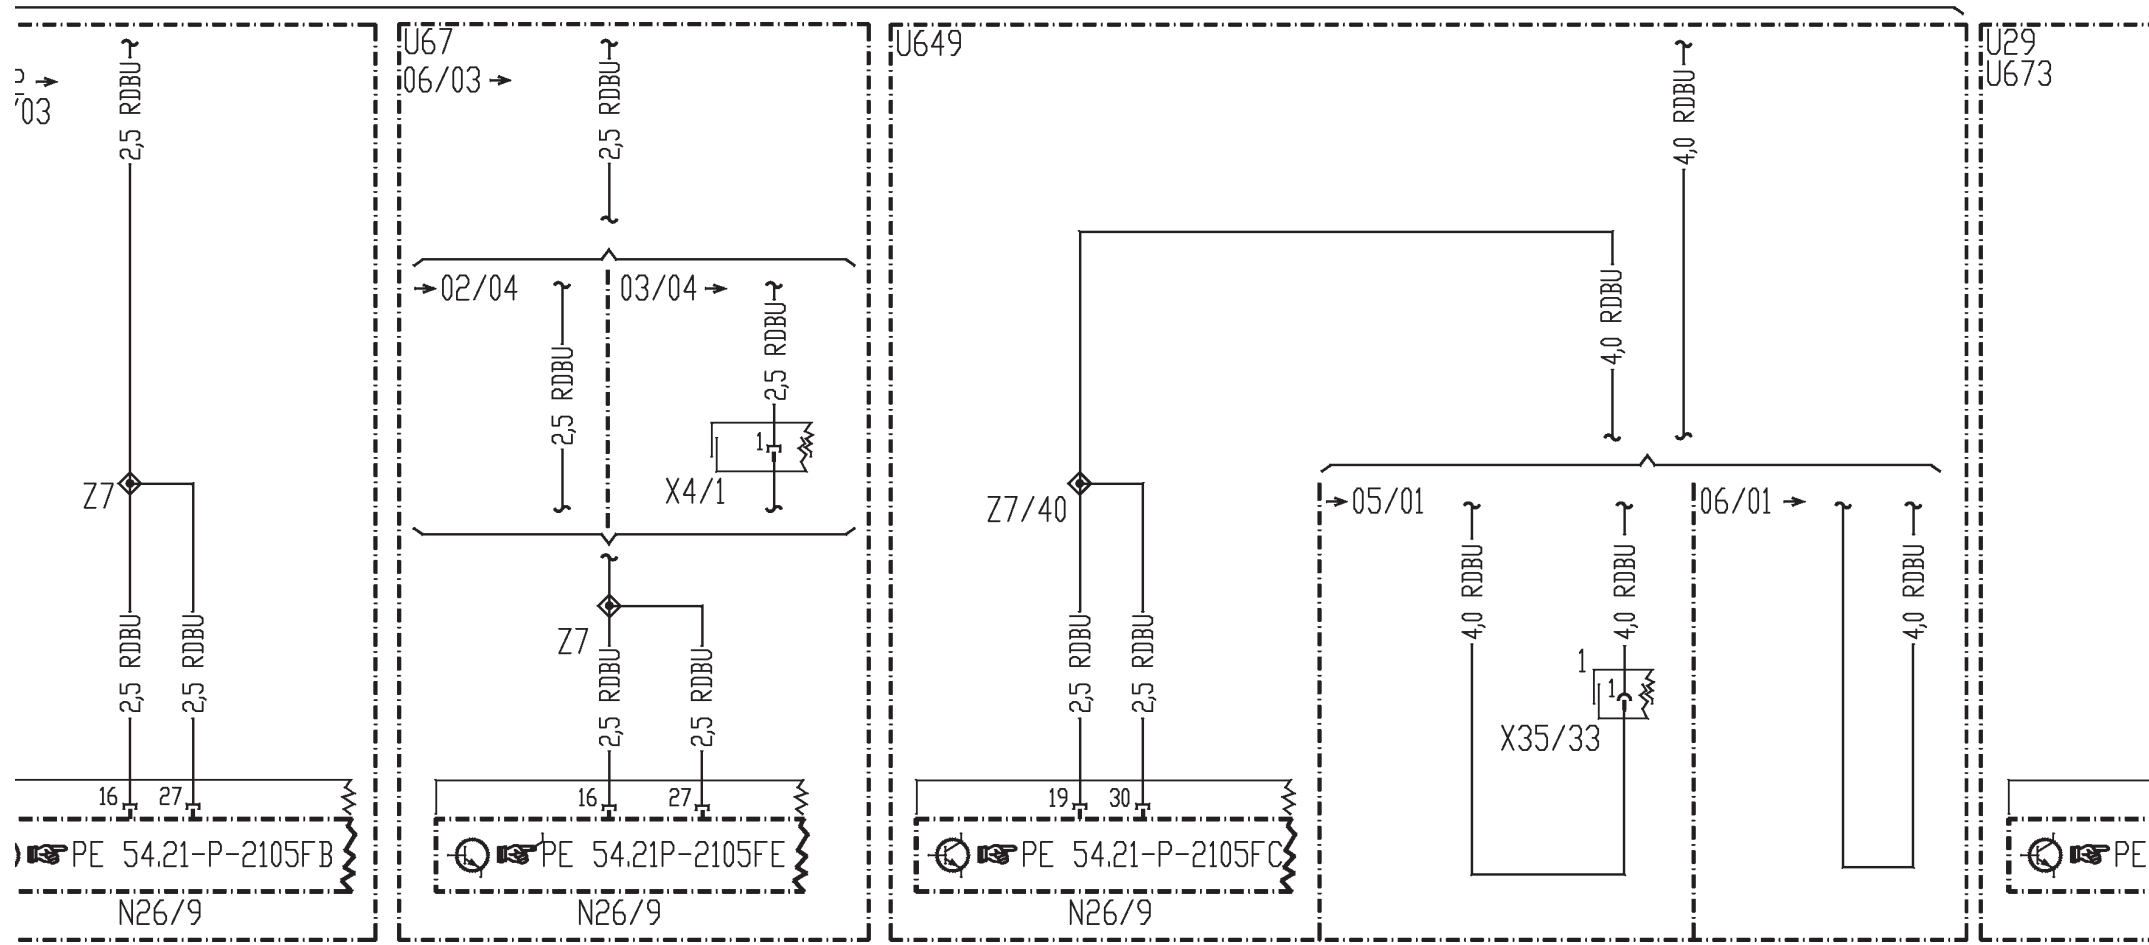 /03
2,5 RDBU
Z7
2,5 RDBU
2,5 RDBU
16
27
PE 54.21-P-2105FB
N26/9
U67
06/03
2,5 RDBU
02/04
2,5 RDBU
03/04
2,5 RDBU
1
X4/1
Z7
2,5 RDBU
2,5 RDBU
16
27
PE 54.21P-2105FE
N26/9
U649
4,0 RDBU
4,0 RDBU
Z7/40
2,5 RDBU
2,5 RDBU
19
30
PE 54.21-P-2105FC
N26/9
05/01
4,0 RDBU
4,0 RDBU
1
1
X35/33
06/01
4,0 RDBU
U29
U673
PE